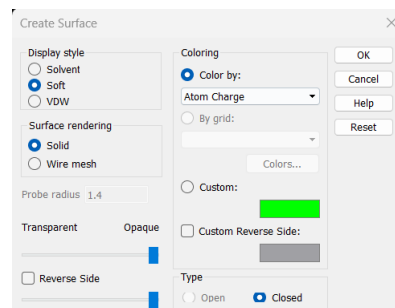 Create Surface
Display style
Solvent
Soft
VDW
Surface rendering
Solid
Wire mesh
Probe radius 1.4
Transparent Opaque
Reverse Side
Coloring
Color by:
Atom Charge
By grid:
Colors...
Custom:
Custom Reverse Side:
Type
Open Closed
OK
Cancel
Help
Reset